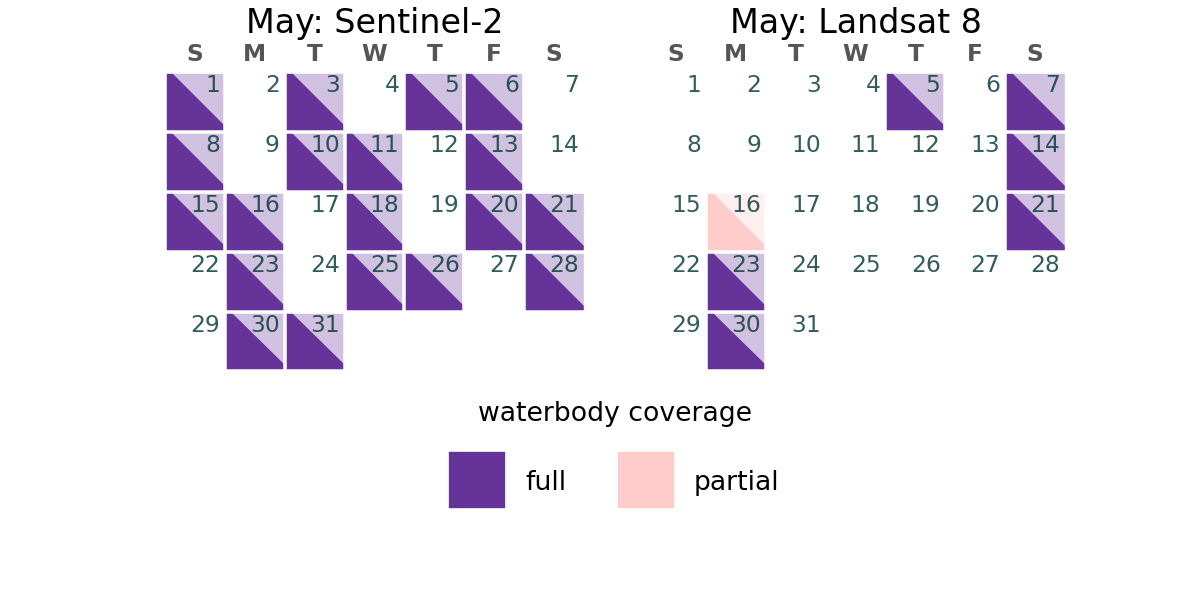 May: Sentinel-2
S M T W T F S
1 2 3 4 5 6 7
8 9 10 11 12 13 14
15 16 17 18 19 20 21
22 23 24 25 26 27 28
29 30 31
May: Landsat 8
S M T W T F S
1 2 3 4 5 6 7
8 9 10 11 12 13 14
15 16 17 18 19 20 21
22 23 24 25 26 27 28
29 30 31
waterbody coverage
full partial